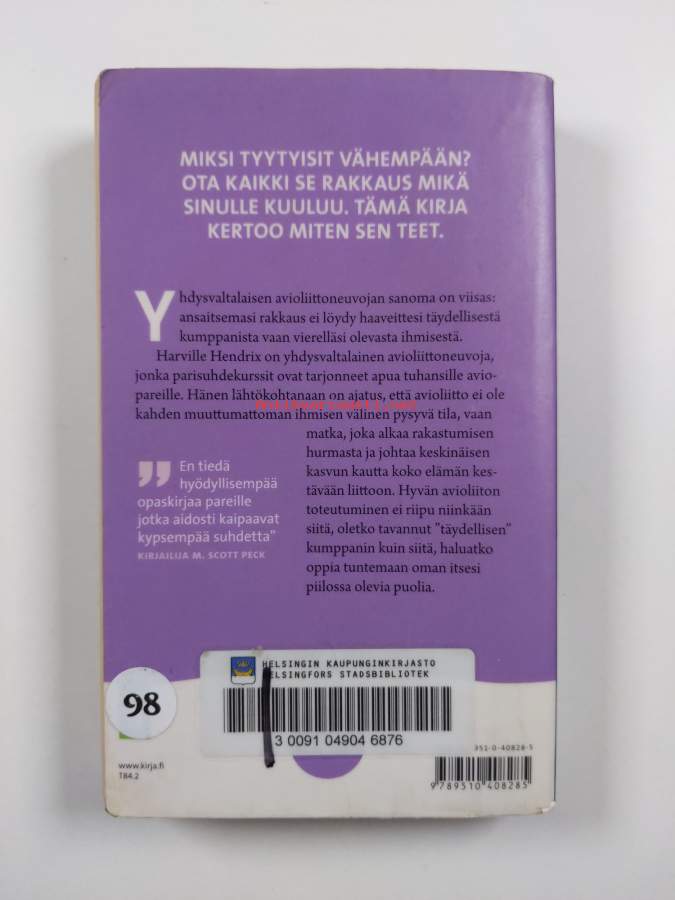 MIKSI TYYTYISIT VÄHEMPÄÄN?
OTA KAIKKI SE RAKKAUS MIKÄ
SINULLE KUULUU. TÄMÄ KIRJA
KERTOO MITEN SEN TEET.
Yhdysvaltalaisen avioliittoneuvojan sanoma on viisas:
ansaitsemasi rakkaus ei löydy haaveittesi täydellisestä
kumppanista vaan vierelläsi olevasta ihmisestä.
Harville Hendrix on yhdysvaltalainen avioliittoneuvoja,
jonka parisuhdekurssit ovat tarjonneet apua tuhansille avio-
pareille. Hänen lähtökohtanaan on ajatus, että avioliitto ei ole
kahden muuttumattoman ihmisen välinen pysyvä tila, vaan
matka, joka alkaa rakastumisen
hurmasta ja johtaa keskinäisen
kasvun kautta koko elämän kes-
tävään liittoon. Hyvän avioliiton
toteutuminen ei riipu niinkään
siitä, oletko tavannut "täydellisen"
kumppanin kuin siitä, haluatko
oppia tuntemaan oman itsesi
piilossa olevia puolia.
" En tiedä
hyödyllisempää
opaskirjaa pareille
jotka aidosti kaipaavat
kypsempää suhdetta"
KIRJAILIJA M. SCOTT PECK
HELSINGIN KAUPUNGINKIRJASTO
HELSINGFORS STADSBIBLIOTEK
3 0091 04904 6876
98
www.kirja.fi
T84.2
951-0-40828-5
9 789510 408285